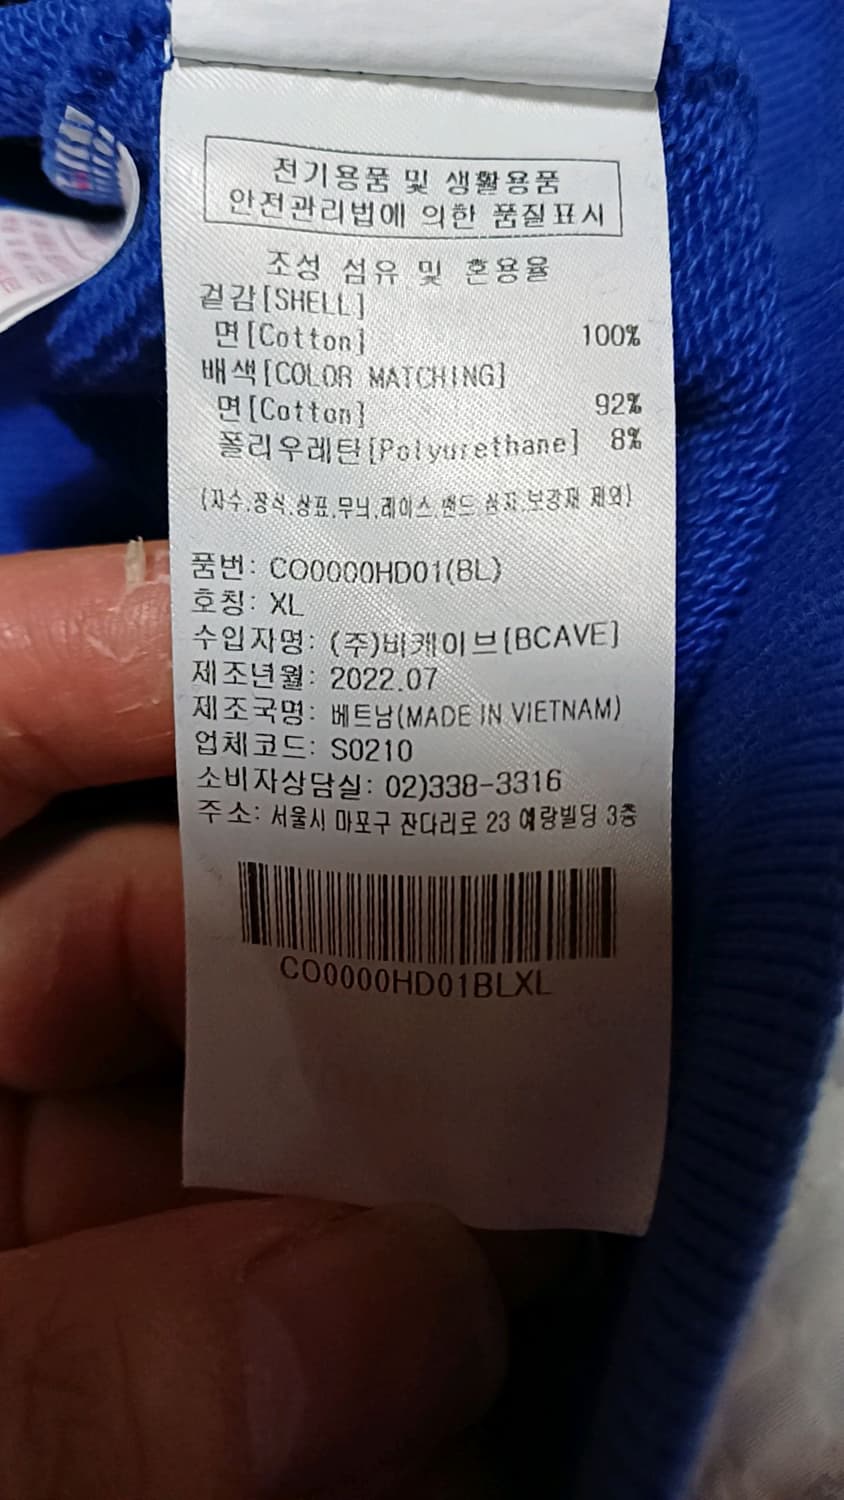 전기용품 및 생활용품
안전관리법에 의한 품질표시
조성 섬유 및 혼용율
겉감[SHELL]
면[Cotton] 100%
배색[COLOR MATCHING]
면[Cotton] 92%
폴리우레탄[Polyurethane] 8%
(자수.장식.상표.무늬.레이스.밴드.심지.보강재 제외)
품번: CO0000HD01(BL)
호칭: XL
수입자명: (주)비케이브[BCAVE]
제조년월: 2022.07
제조국명: 베트남(MADE IN VIETNAM)
업체코드: S0210
소비자상담실: 02)338-3316
주소: 서울시 마포구 잔다리로 23 예랑빌딩 3층
CO0000HD01BLXL